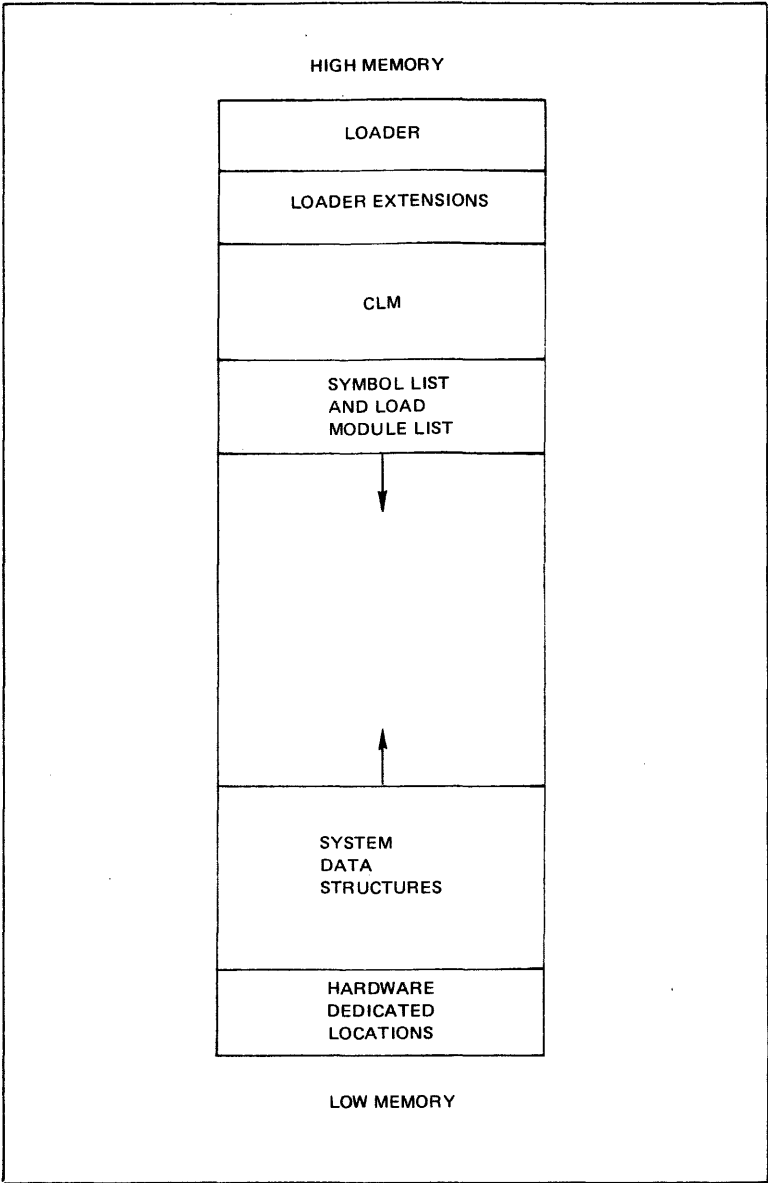 HIGH MEMORY
LOADER
LOADER EXTENSIONS
CLM
SYMBOL LIST
AND LOAD
MODULE LIST
SYSTEM
DATA
STRUCTURES
HARDWARE
DEDICATED
LOCATIONS
LOW MEMORY